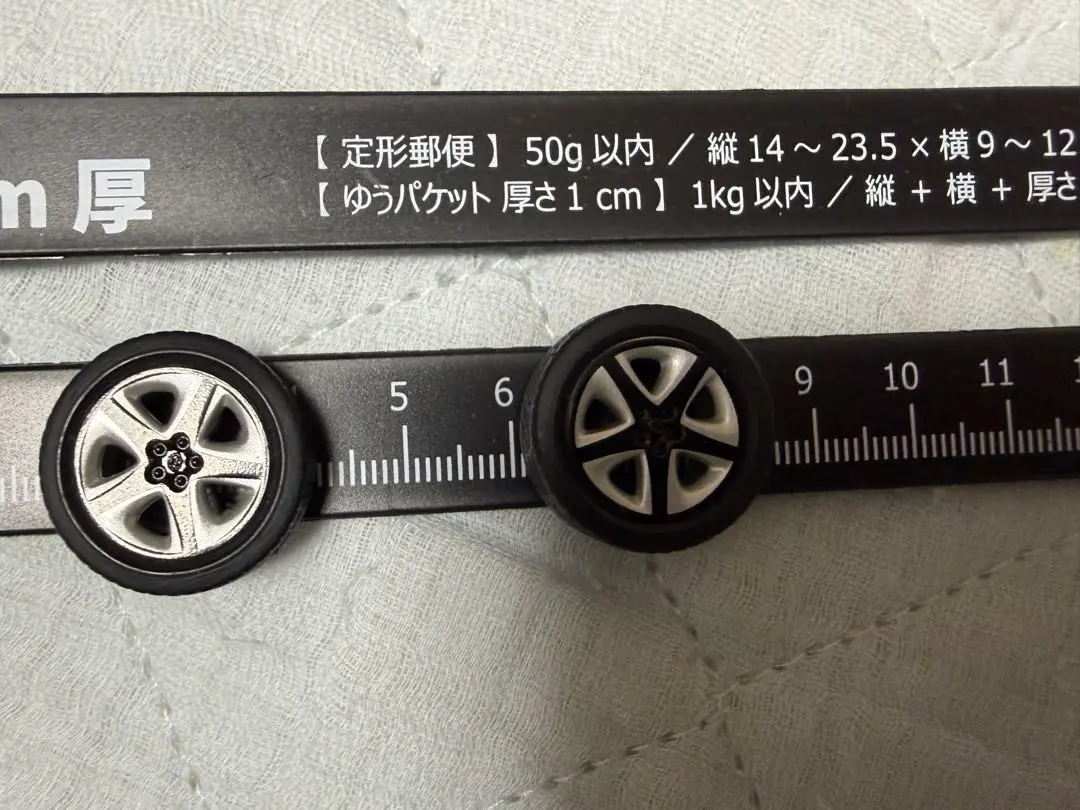 m 厚
【 定形郵便 】 50g 以内 ／ 縦 14 ～ 23.5 × 横 9 ～ 12
【 ゆうパケット 厚さ 1 cm 】 1kg 以内 ／ 縦 + 横 + 厚さ
5 6 9 10 11